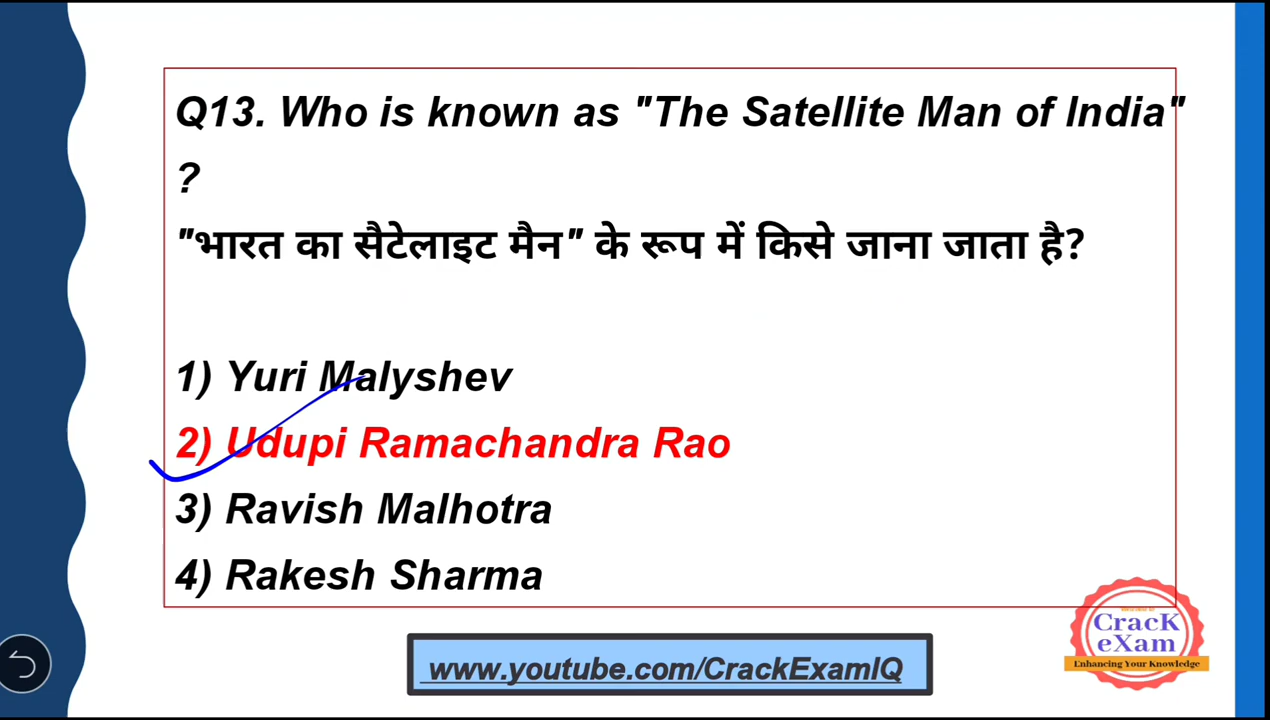 Q13. Who is known as "The Satellite Man of India"
?
"भारत का सैटेलाइट मैन" के रूप में किसे जाना जाता है?
1) Yuri Malyshev
2) Udupi Ramachandra Rao
3) Ravish Malhotra
4) Rakesh Sharma
CracK
eXam
Enhancing Your Knowledge
www.youtube.com/CrackExamIQ